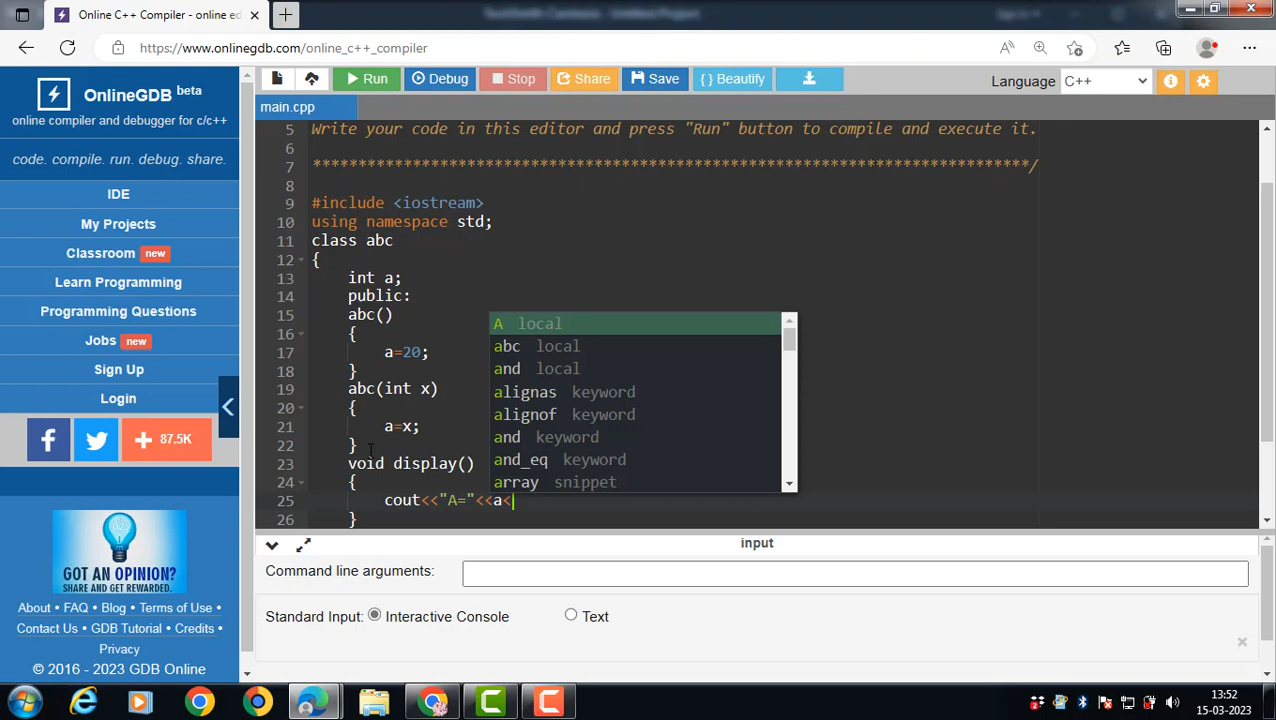 Online C++ Compiler - online edi
https://www.onlinegdb.com/online_c++_compiler
OnlineGDB beta
online compiler and debugger for c/c++
code. compile. run. debug. share.
IDE
My Projects
Classroom new
Learn Programming
Programming Questions
Jobs new
Sign Up
Login
87.5K
GOT AN OPINION?
SHARE AND GET REWARDED.
About • FAQ • Blog • Terms of Use •
Contact Us • GDB Tutorial • Credits •
Privacy
© 2016 - 2023 GDB Online
Run Debug Stop Share Save { } Beautify
Language C++
main.cpp
5 Write your code in this editor and press "Run" button to compile and execute it.
6
7 *******************************************************************************/
8
9 #include <iostream>
10 using namespace std;
11 class abc
12 {
13 int a;
14 public:
15 abc()
16 {
17 a=20;
18 }
19 abc(int x)
20 {
21 a=x;
22 }
23 void display()
24 {
25 cout<<"A="<<a<
26 }
A local
abc local
and local
alignas keyword
alignof keyword
and keyword
and_eq keyword
array snippet
input
Command line arguments:
Standard Input: Interactive Console Text
13:52
15-03-2023